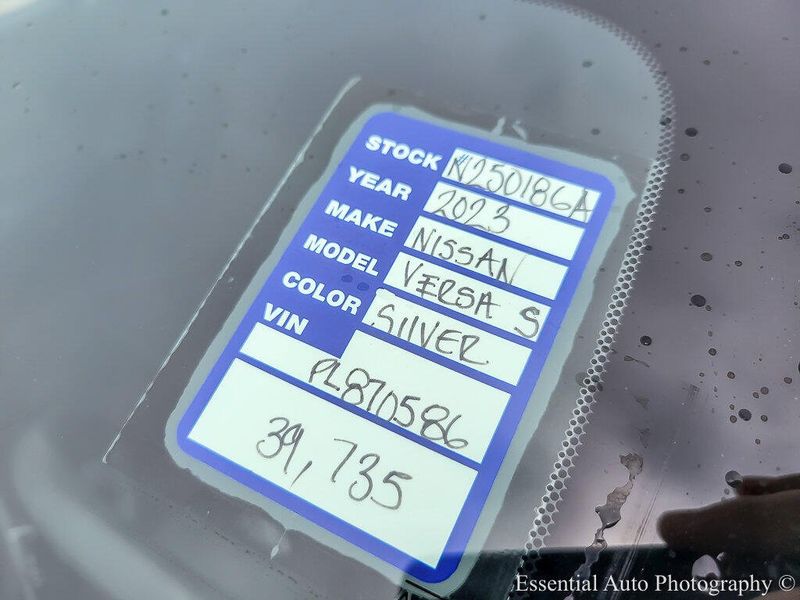 STOCK #N250186A
YEAR 2023
MAKE NISSAN
MODEL VERSA S
COLOR SILVER
VIN PL870586
39,735
Essential Auto Photography ©